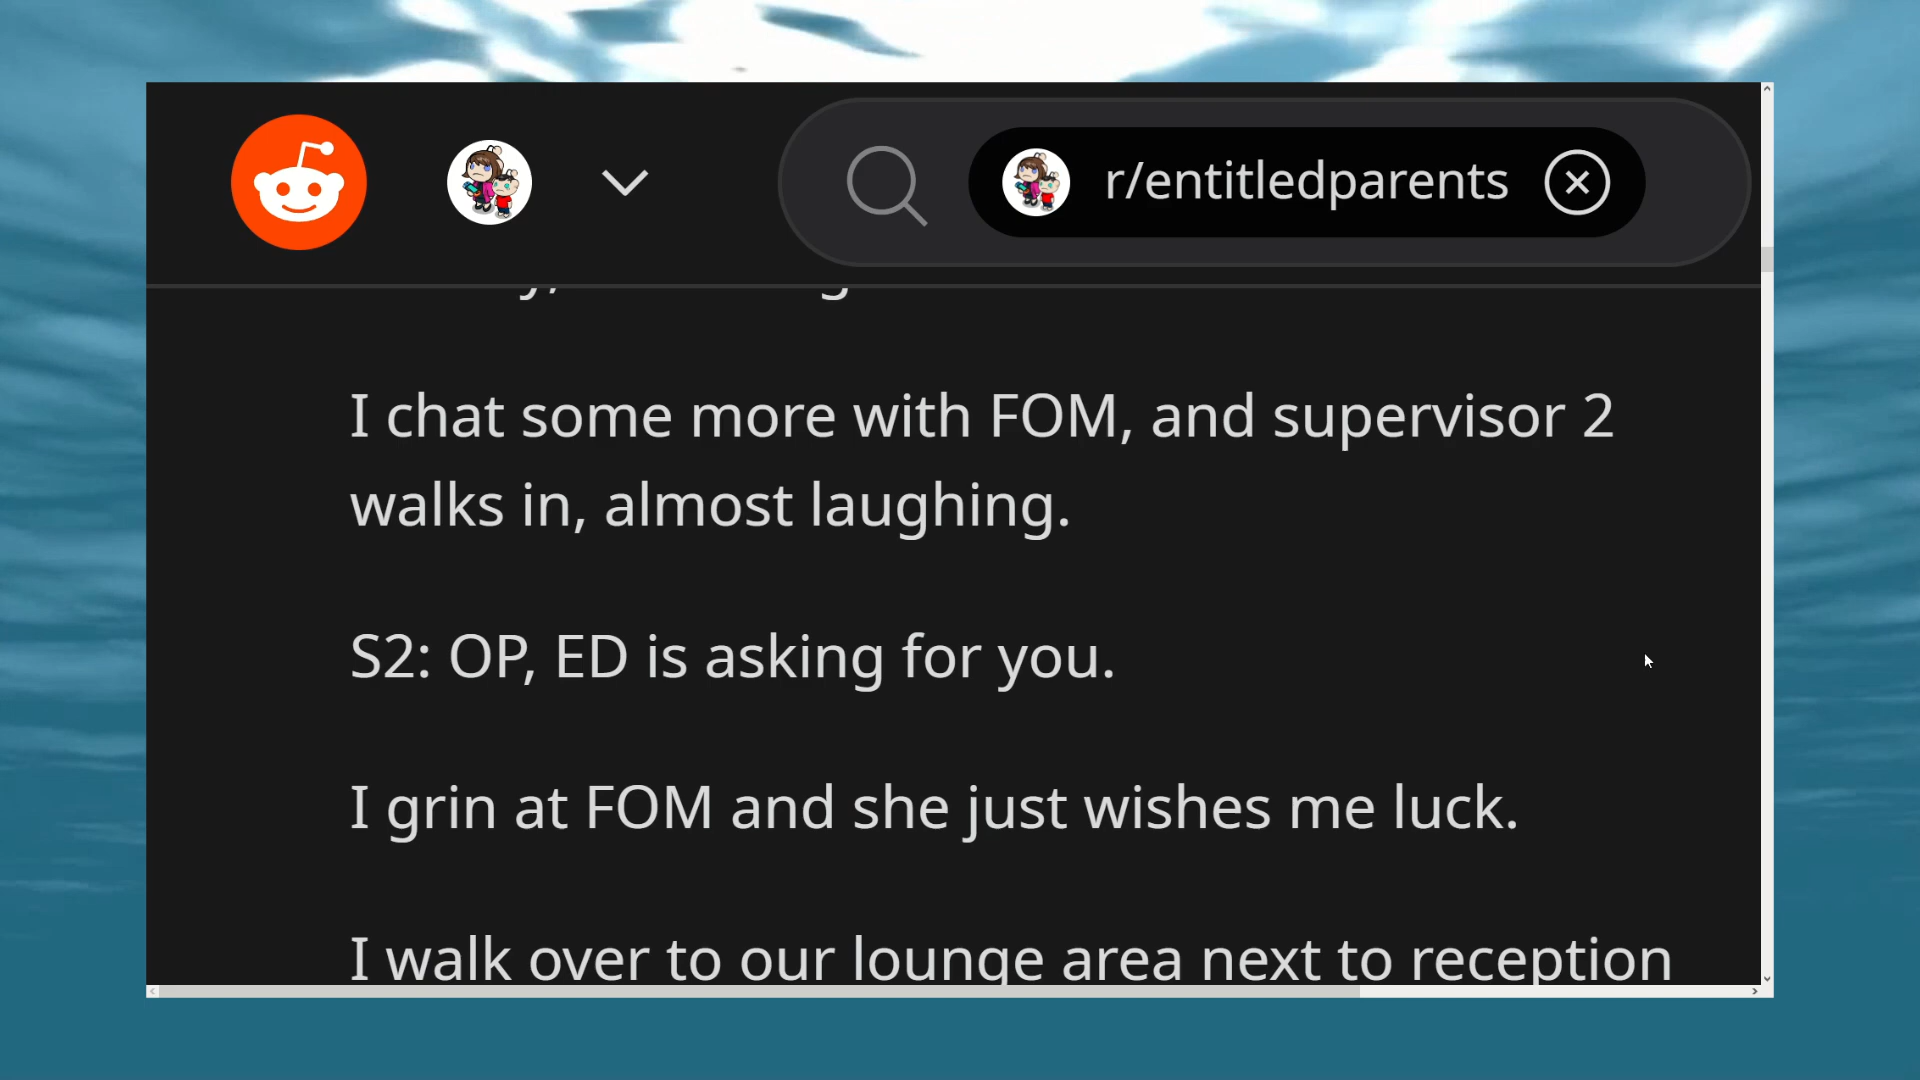 r/entitledparents
I chat some more with FOM, and supervisor 2
walks in, almost laughing.
S2: OP, ED is asking for you.
I grin at FOM and she just wishes me luck.
I walk over to our lounge area next to reception